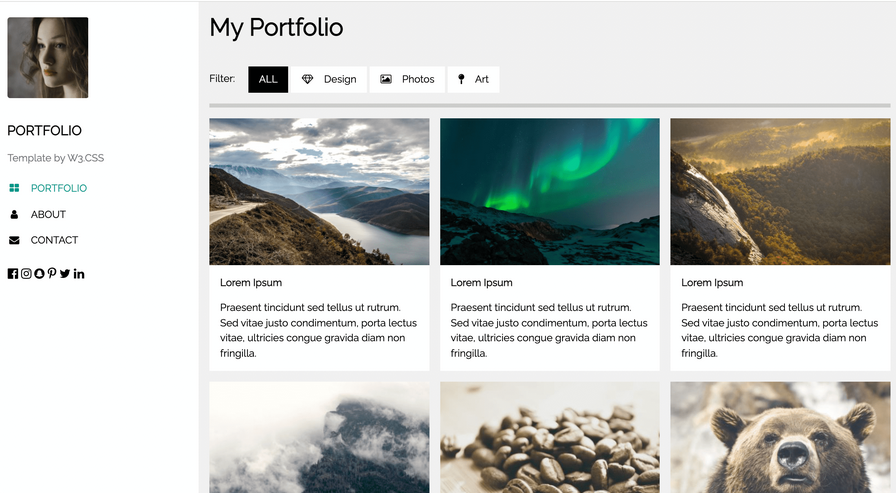 My Portfolio
Filter:
ALL
Design
Photos
Art
PORTFOLIO
Template by W3.CSS
PORTFOLIO
ABOUT
CONTACT
Lorem Ipsum
Praesent tincidunt sed tellus ut rutrum.
Sed vitae justo condimentum, porta lectus
vitae, ultricies congue gravida diam non
fringilla.
Lorem Ipsum
Praesent tincidunt sed tellus ut rutrum.
Sed vitae justo condimentum, porta lectus
vitae, ultricies congue gravida diam non
fringilla.
Lorem Ipsum
Praesent tincidunt sed tellus ut rutrum.
Sed vitae justo condimentum, porta lectus
vitae, ultricies congue gravida diam non
fringilla.